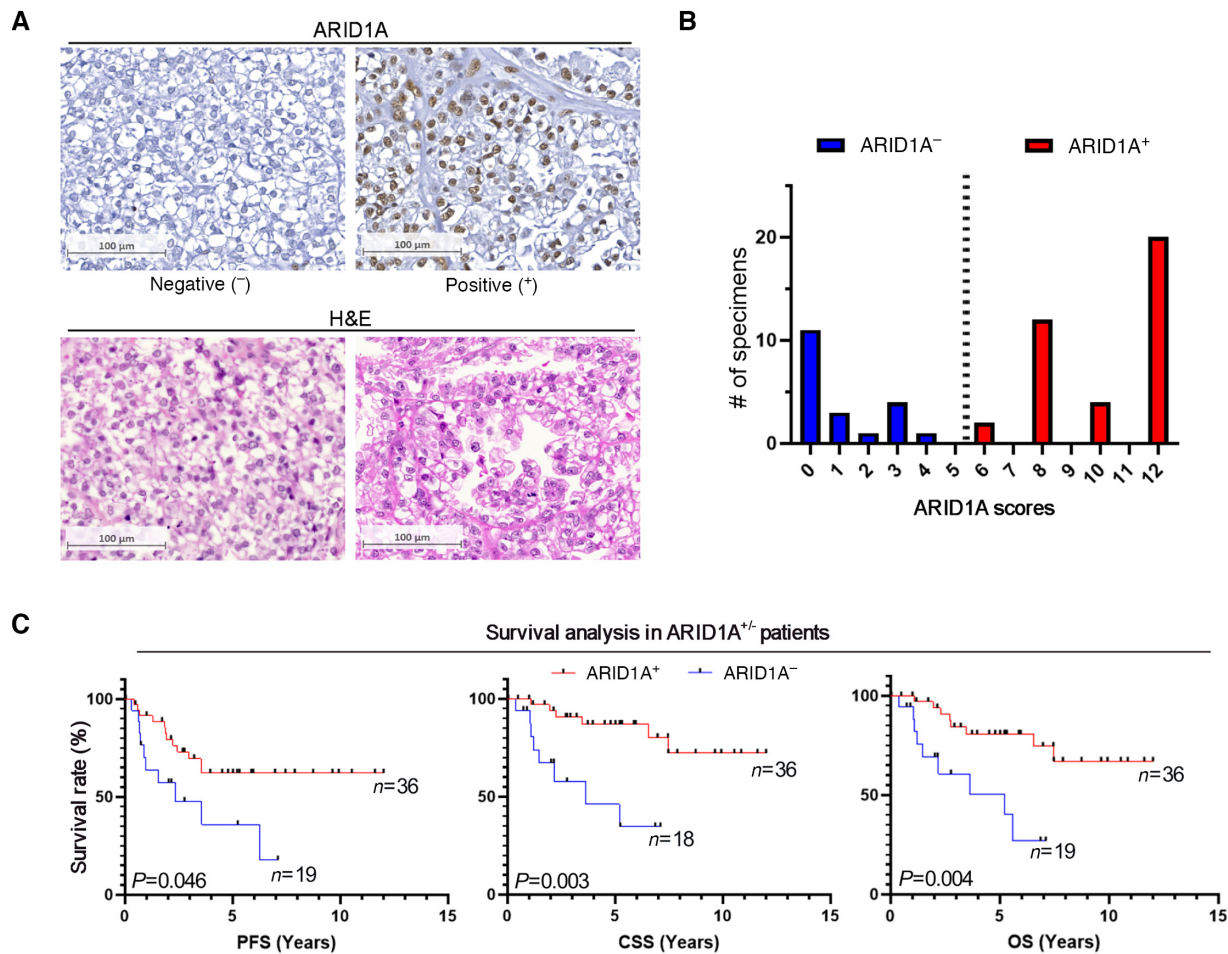 A
ARID1A
100 µm
100 µm
Negative (–)
Positive (+)
H&E
100 µm
100 µm
B
ARID1A–
ARID1A+
# of specimens
20
10
0
0 1 2 3 4 5 6 7 8 9 10 11 12
ARID1A scores
C
Survival analysis in ARID1A+/- patients
ARID1A+ ARID1A–
Survival rate (%)
100
50
0
n=36
n=19
P=0.046
0 5 10 15
PFS (Years)
100
50
0
n=36
n=18
P=0.003
0 5 10 15
CSS (Years)
100
50
0
n=36
n=19
P=0.004
0 5 10 15
OS (Years)